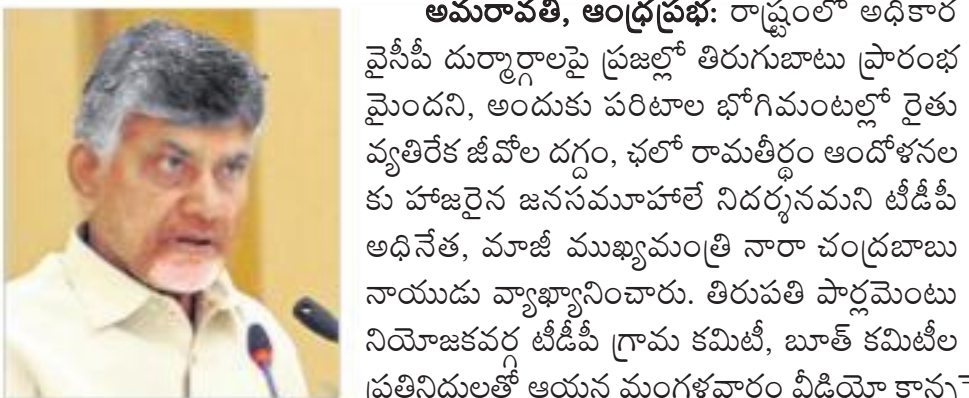 అమరావతి, ఆంధ్రప్రభ: రాష్ట్రంలో అధికార
వైసీపీ దుర్మార్గాలపై ప్రజల్లో తిరుగుబాటు ప్రారంభ
మైందని, అందుకు పరిటాల భోగిమంటల్లో రైతు
వ్యతిరేక జీవోల దగ్దం, ఛలో రామతీర్థం ఆందోళనల
కు హాజరైన జనసమూహాలే నిదర్శనమని టీడీపీ
అధినేత, మాజీ ముఖ్యమంత్రి నారా చంద్రబాబు
నాయుడు వ్యాఖ్యానించారు. తిరుపతి పార్లమెంటు
నియోజకవర్గ టీడీపీ గ్రామ కమిటీ, బూత్ కమిటీల
ప్రతినిధులతో ఆయన మంగళవారం వీడియో